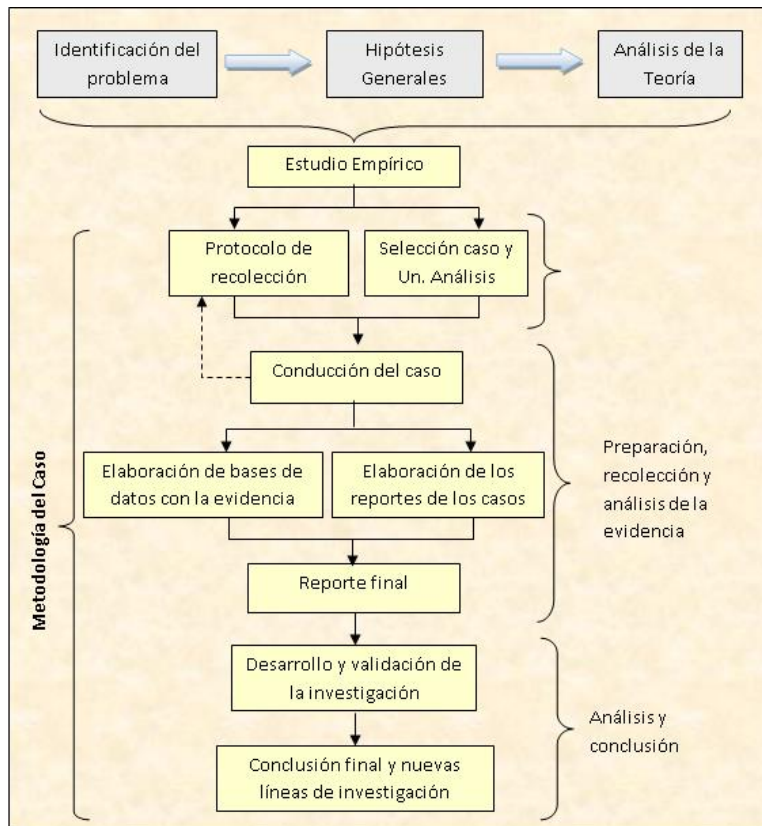 Identificación del
problema
Hipótesis
Generales
Análisis de la
Teoría
Estudio Empírico
Protocolo de
recolección
Selección caso y
Un. Análisis
Conducción del caso
Elaboración de bases de
datos con la evidencia
Elaboración de los
reportes de los casos
Reporte final
Desarrollo y validación de
la investigación
Conclusión final y nuevas
líneas de investigación
Metodología del Caso
Preparación,
recolección y
análisis de la
evidencia
Análisis y
conclusión